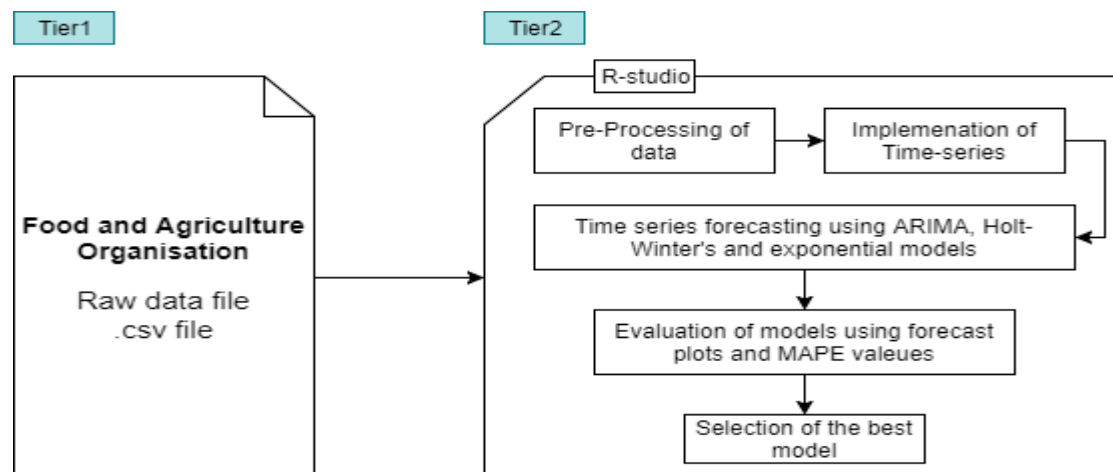 Tier1
Tier2
Food and Agriculture
Organisation
Raw data file
.csv file
R-studio
Pre-Processing of
data
Implemenation of
Time-series
Time series forecasting using ARIMA, Holt-
Winter's and exponential models
Evaluation of models using forecast
plots and MAPE valeues
Selection of the best
model